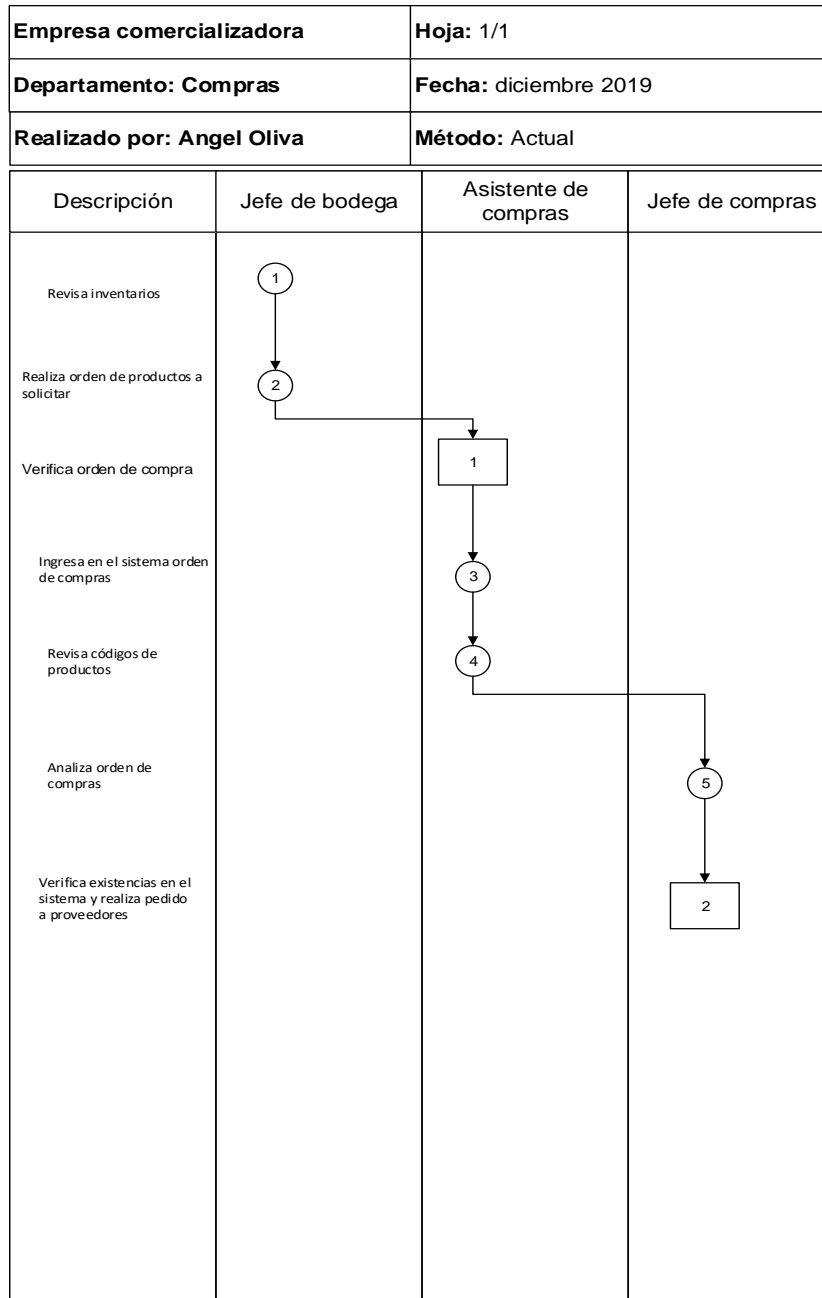 Empresa comercializadora
Hoja: 1/1
Departamento: Compras
Fecha: diciembre 2019
Realizado por: Angel Oliva
Método: Actual
Descripción
Jefe de bodega
Asistente de
compras
Jefe de compras
Revisa inventarios
1
Realiza orden de productos a
solicitar
2
Verifica orden de compra
1
Ingresa en el sistema orden
de compras
3
Revisa códigos de
productos
4
Analiza orden de
compras
5
Verifica existencias en el
sistema y realiza pedido
a proveedores
2